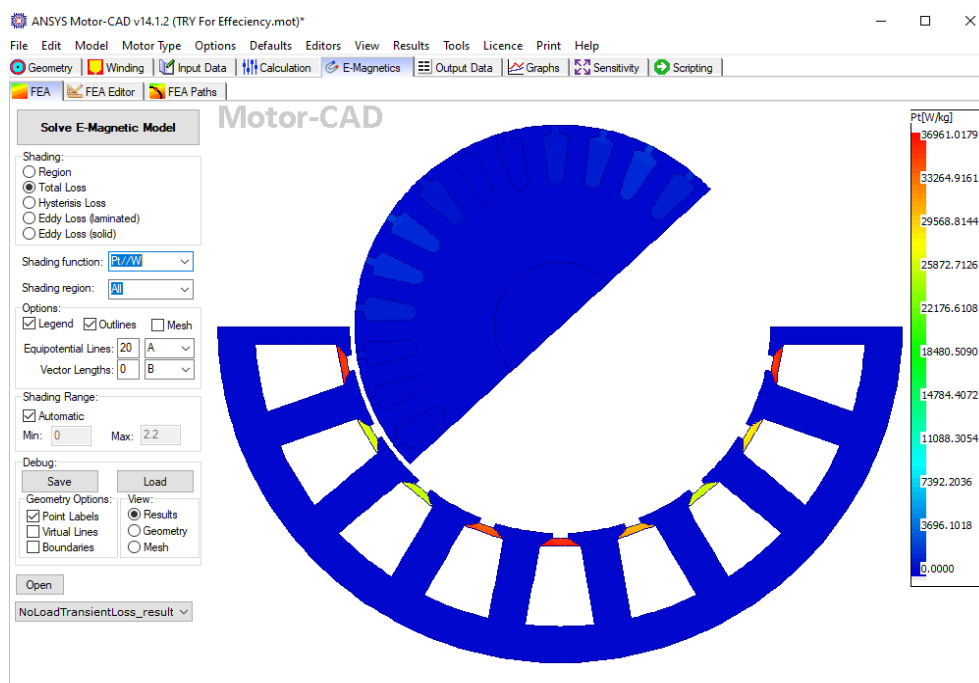 ANSYS Motor-CAD v14.1.2 (TRY For Effeciency.mot)*
File Edit Model Motor Type Options Defaults Editors View Results Tools Licence Print Help
Geometry Winding Input Data Calculation E-Magnetics Output Data Graphs Sensitivity Scripting
FEA FEA Editor FEA Paths
Solve E-Magnetic Model
Motor-CAD
Shading:
Region
Total Loss
Hysterisis Loss
Eddy Loss (laminated)
Eddy Loss (solid)
Shading function: Pt//W
Shading region: All
Options:
Legend Outlines Mesh
Equipotential Lines: 20 A
Vector Lengths: 0 B
Shading Range:
Automatic
Min: 0 Max: 2.2
Debug:
Save Load
Geometry Options: View:
Point Labels Results
Virtual Lines Geometry
Boundaries Mesh
Open
NoLoadTransientLoss_result
Pt[W/kg]
36961.0179
33264.9161
29568.8144
25872.7126
22176.6108
18480.5090
14784.4072
11088.3054
7392.2036
3696.1018
0.0000